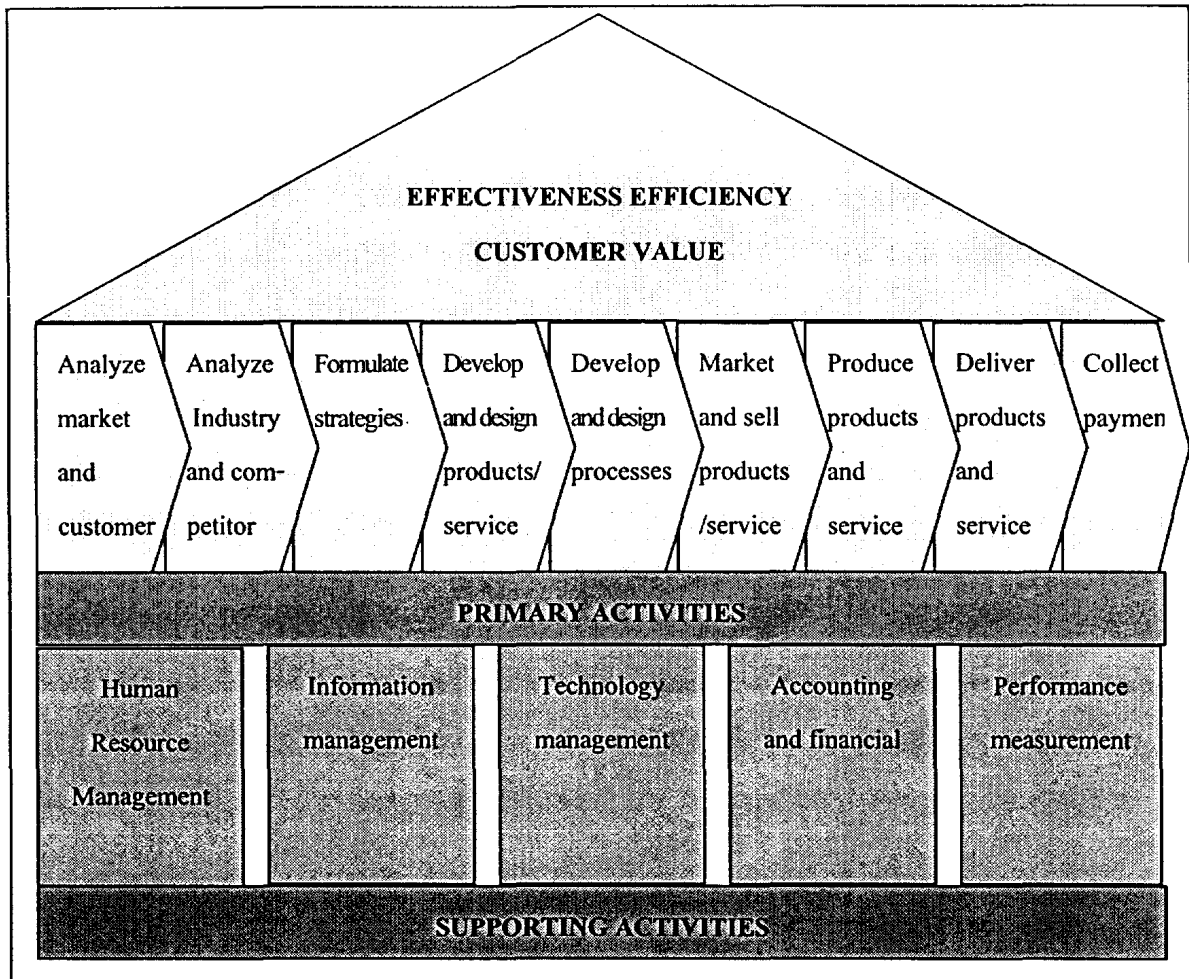 EFFECTIVENESS EFFICIENCY
CUSTOMER VALUE
Analyze
market
and
customer
Analyze
Industry
and com-
petitor
Formulate
strategies
Develop
and design
products/
service
Develop
and design
processes
Market
and sell
products
/service
Produce
products
and
service
Deliver
products
and
service
Collect
paymen
PRIMARY ACTIVITIES
Human
Resource
Management
Information
management
Technology
management
Accounting
and financial
Performance
measurement
SUPPORTING ACTIVITIES